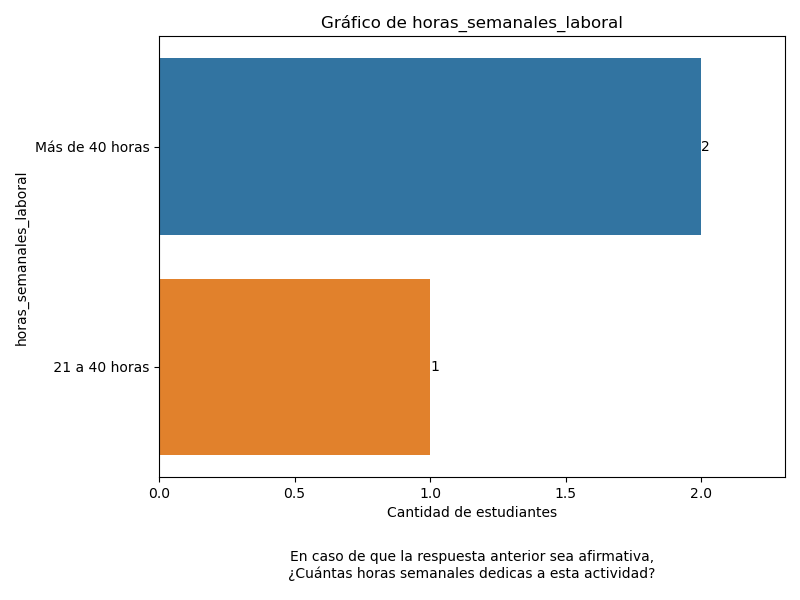 Gráfico de horas_semanales_laboral
horas_semanales_laboral
Más de 40 horas
2
21 a 40 horas
1
0.0 0.5 1.0 1.5 2.0
Cantidad de estudiantes
En caso de que la respuesta anterior sea afirmativa,
¿Cuántas horas semanales dedicas a esta actividad?